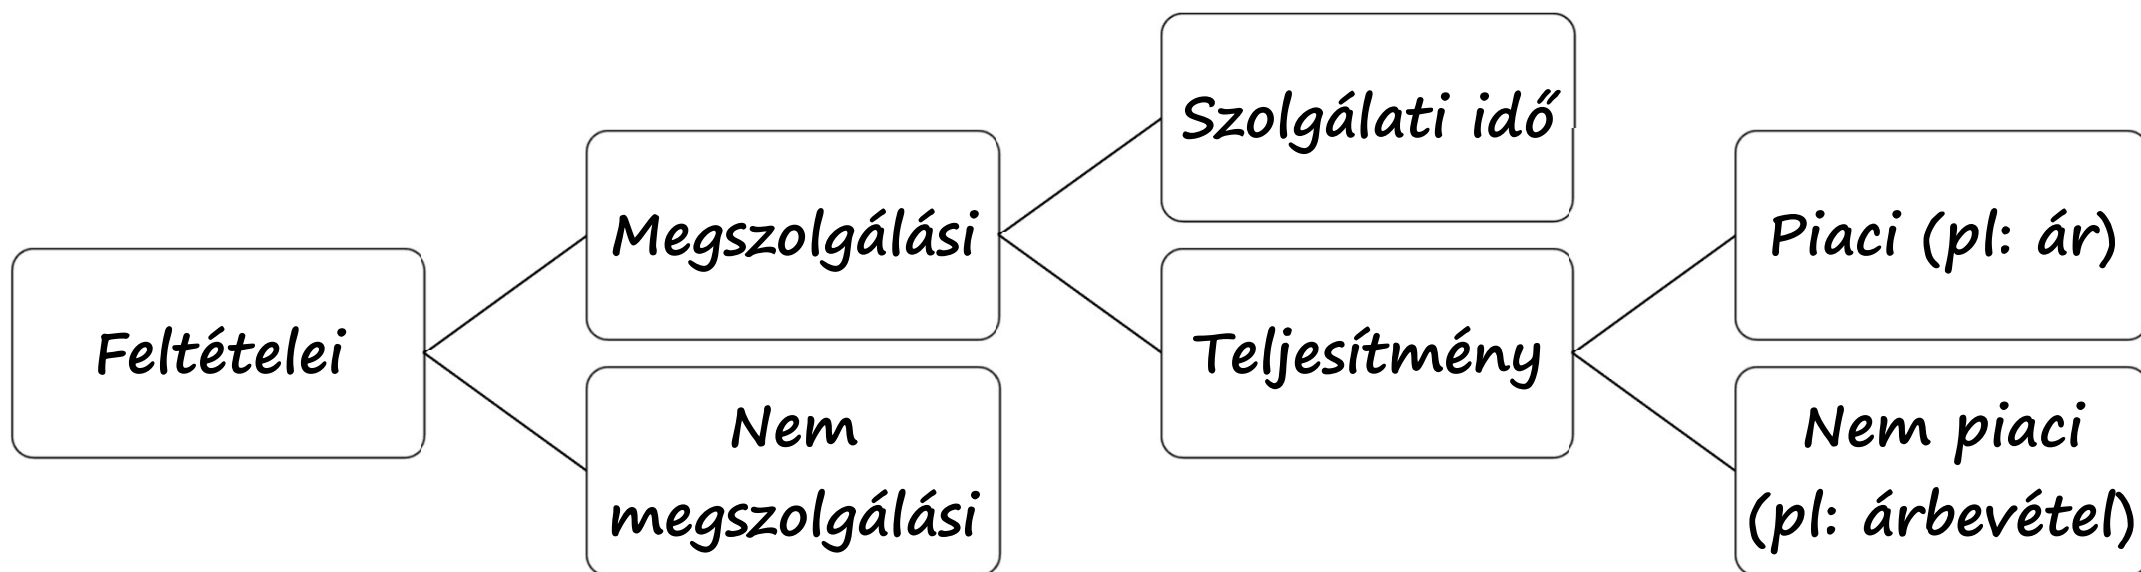 Feltételei
Megszolgálási
Nem
megszolgálási
Szolgálati idő
Teljesítmény
Piaci (pl: ár)
Nem piaci
(pl: árbevétel)